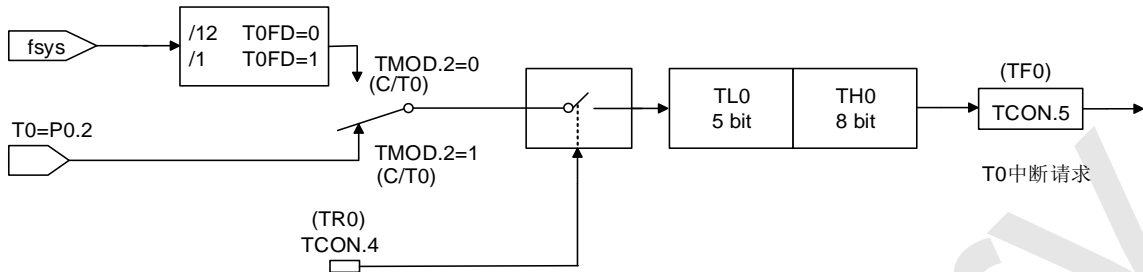 fsys
/12 T0FD=0
/1 T0FD=1
TMOD.2=0
(C/T0)
T0=P0.2
TMOD.2=1
(C/T0)
(TR0)
TCON.4
TL0
5 bit
TH0
8 bit
(TF0)
TCON.5
T0中断请求